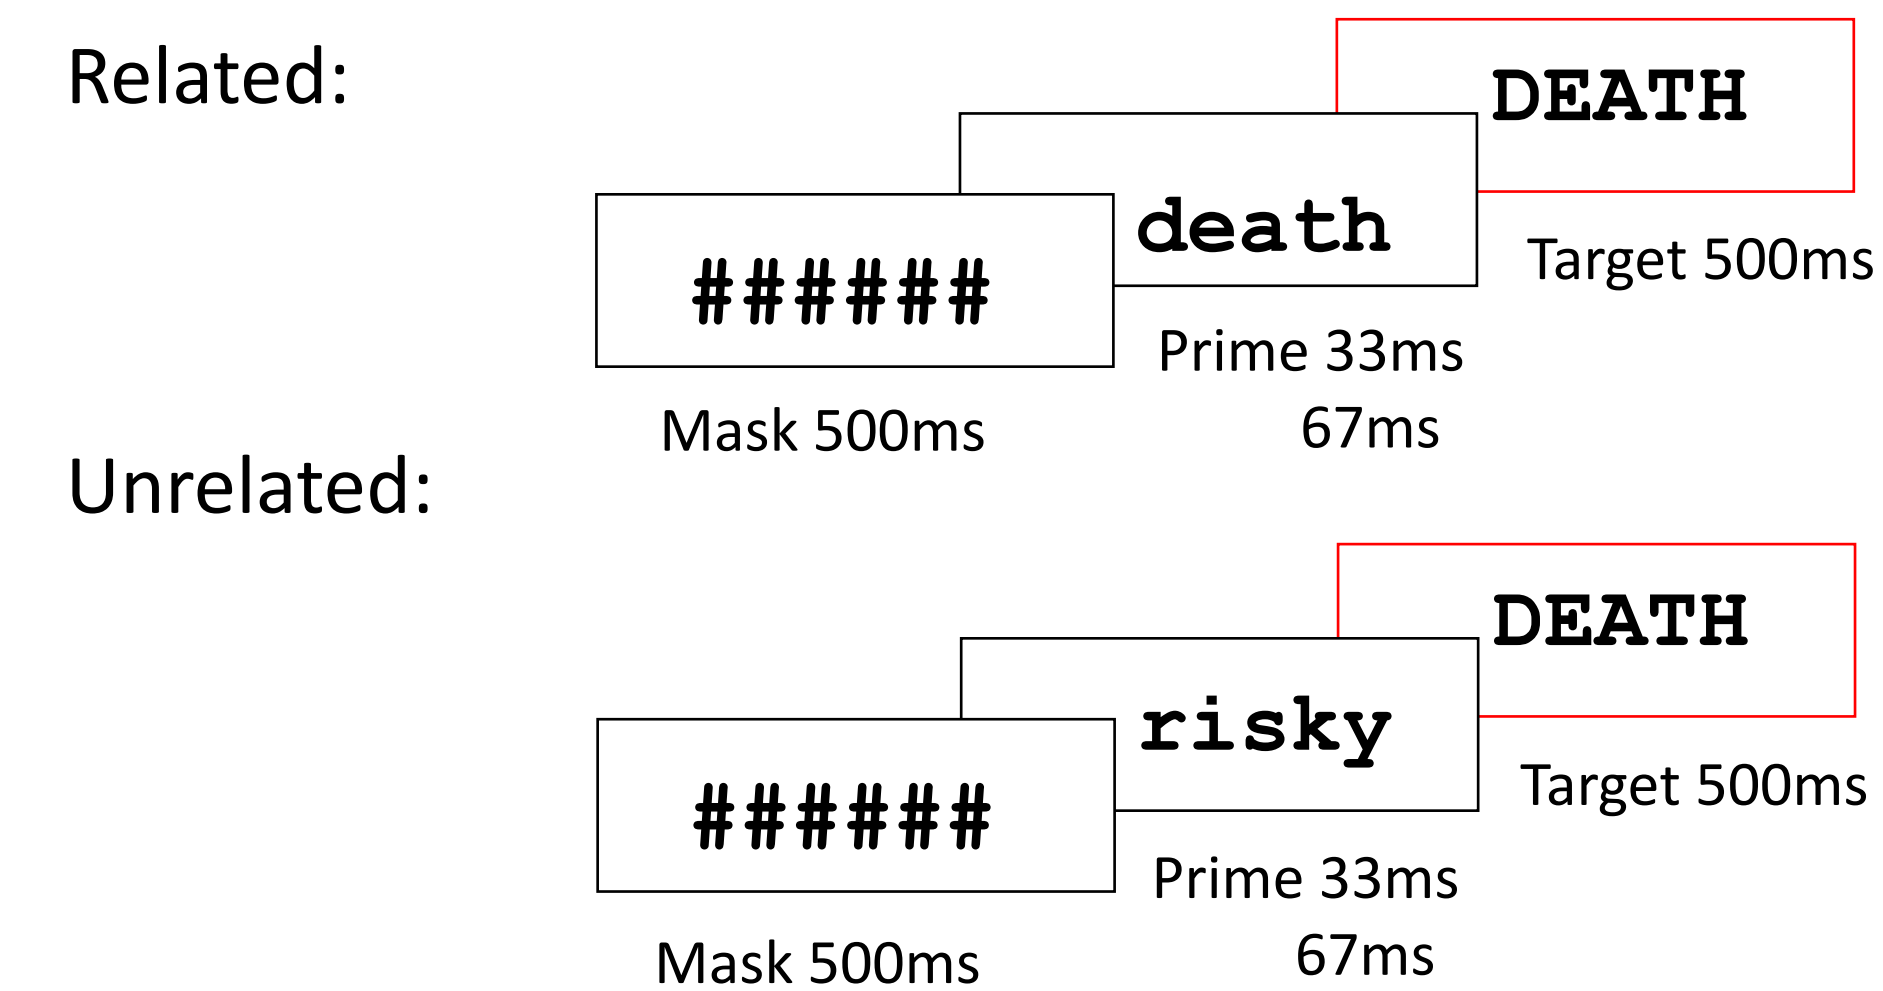 Related:
DEATH
death
######
Target 500ms
Prime 33ms
67ms
Mask 500ms
Unrelated:
DEATH
risky
######
Target 500ms
Prime 33ms
67ms
Mask 500ms